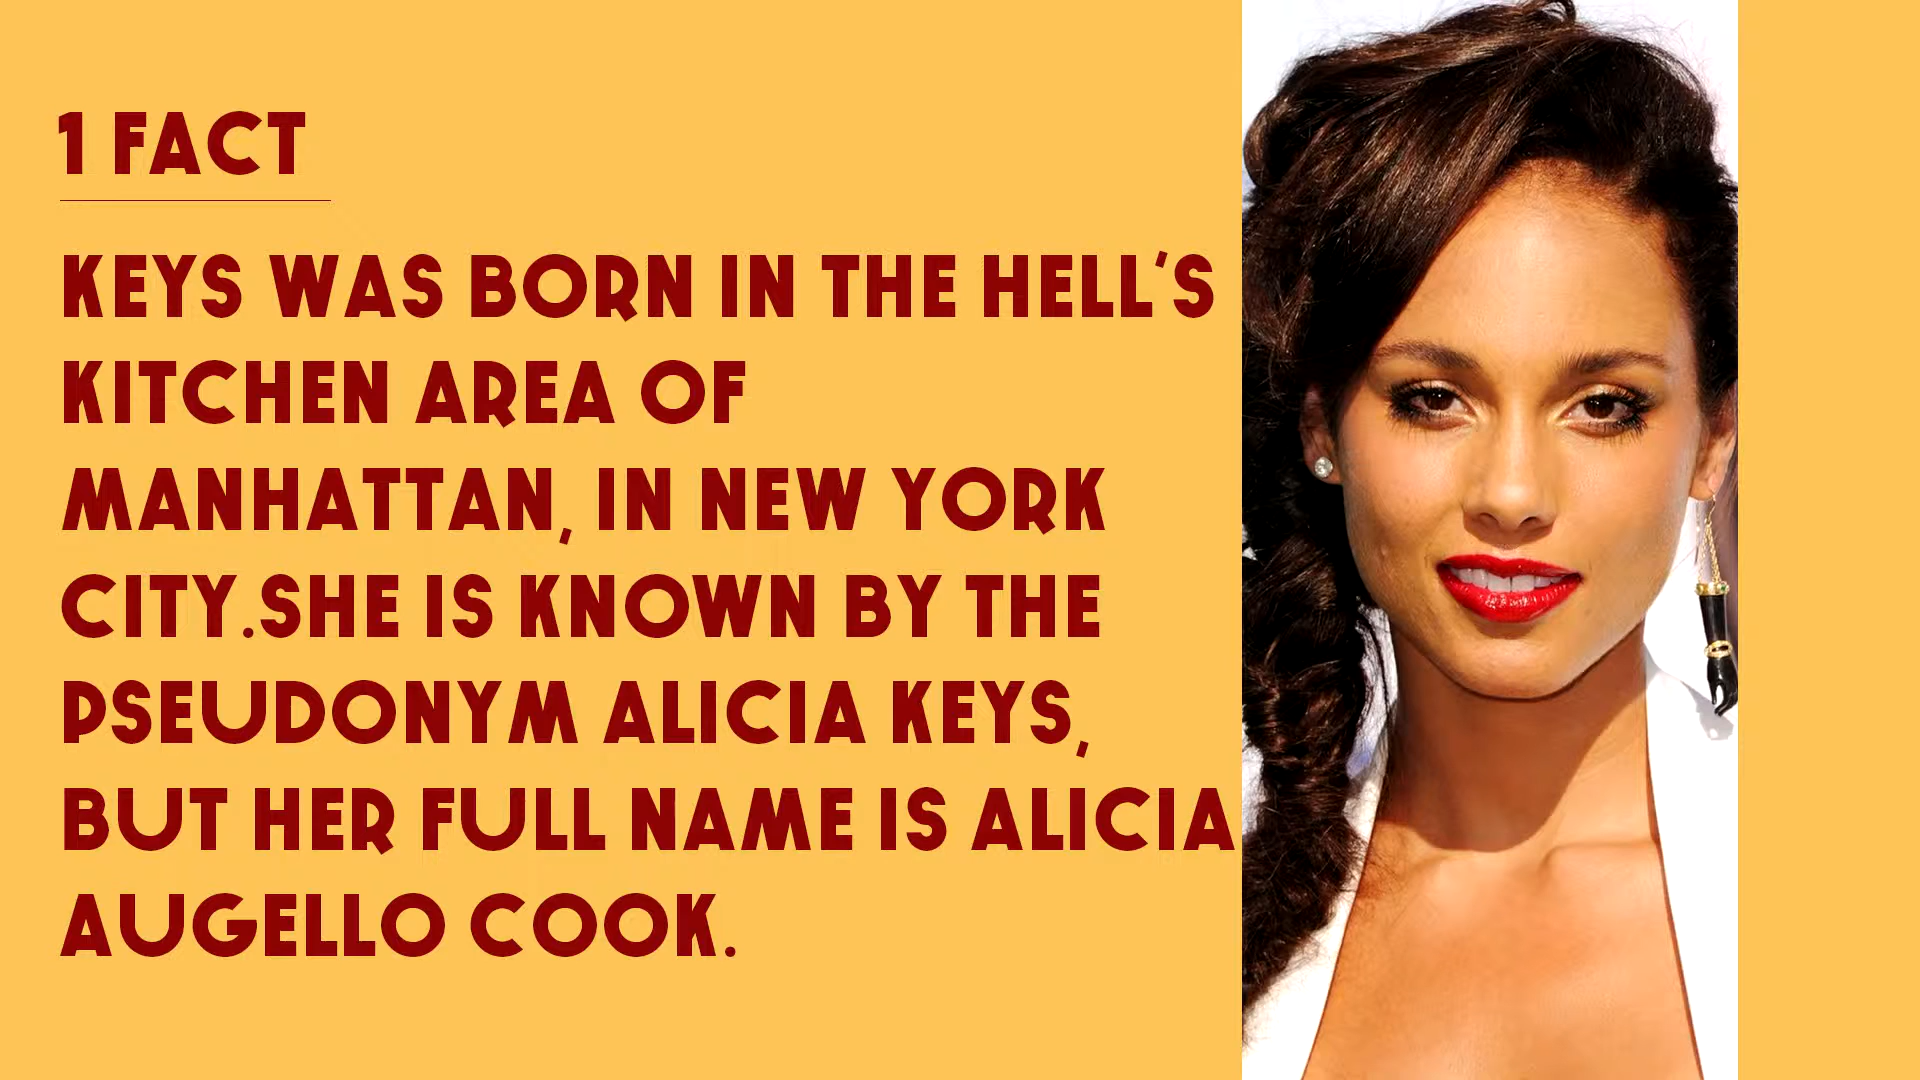 1 FACT
KEYS WAS BORN IN THE HELL'S
KITCHEN AREA OF
MANHATTAN, IN NEW YORK
CITY.SHE IS KNOWN BY THE
PSEUDONYM ALICIA KEYS,
BUT HER FULL NAME IS ALICIA
AUGELLO COOK.